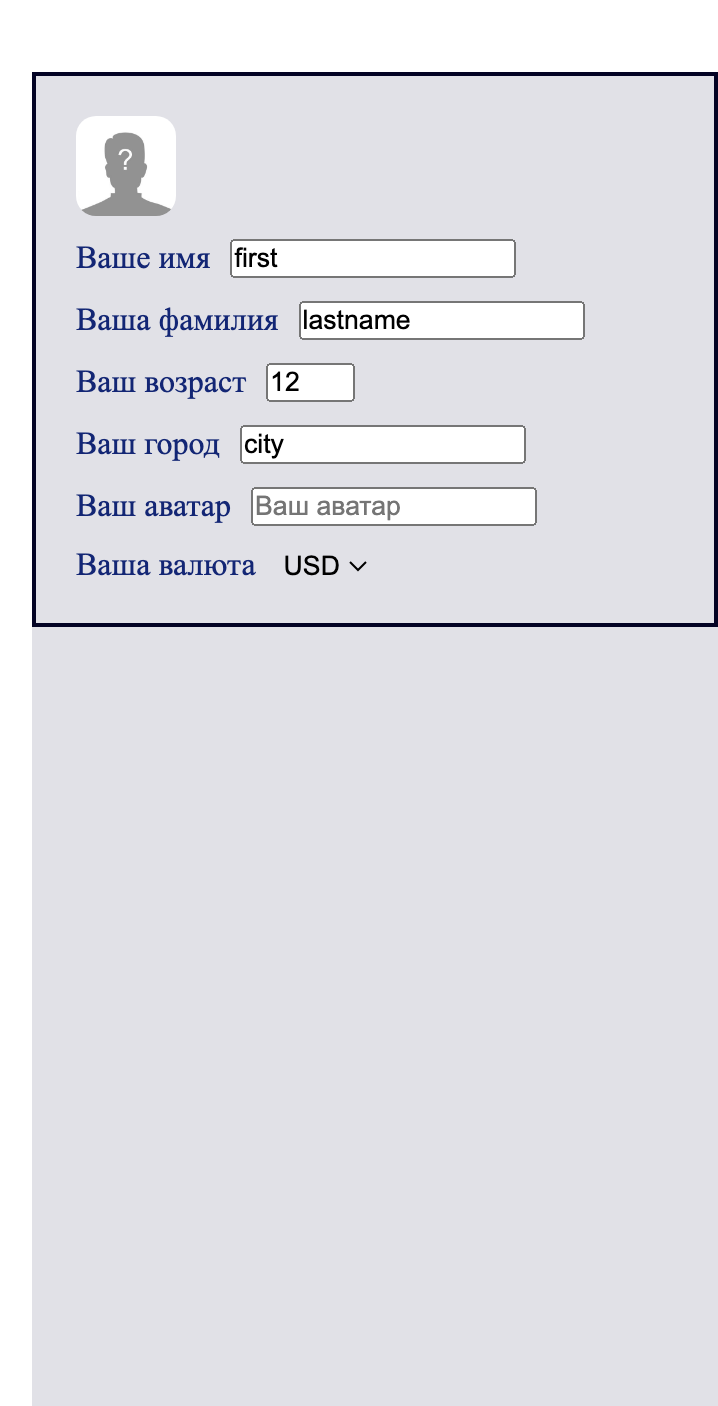 ?
Ваше имя first
Ваша фамилия lastname
Ваш возраст 12
Ваш город city
Ваш аватар Ваш аватар
Ваша валюта USD